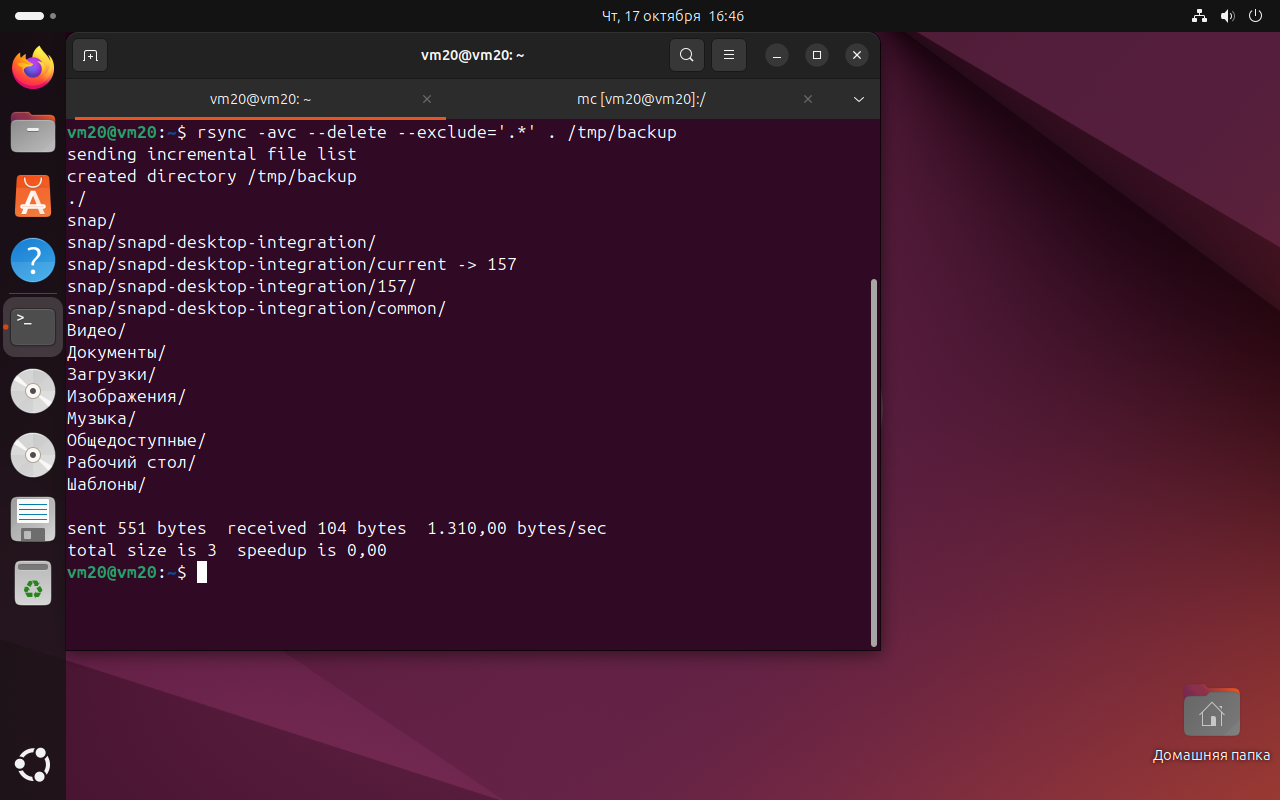 Чт, 17 октября 16:46
vm20@vm20: ~
vm20@vm20: ~
mc [vm20@vm20]:/
vm20@vm20:~$ rsync -avc --delete --exclude='.*' . /tmp/backup
sending incremental file list
created directory /tmp/backup
./
snap/
snap/snapd-desktop-integration/
snap/snapd-desktop-integration/current -> 157
snap/snapd-desktop-integration/157/
snap/snapd-desktop-integration/common/
Видео/
Документы/
Загрузки/
Изображения/
Музыка/
Общедоступные/
Рабочий стол/
Шаблоны/
sent 551 bytes  received 104 bytes  1.310,00 bytes/sec
total size is 3  speedup is 0,00
vm20@vm20:~$
Домашняя папка